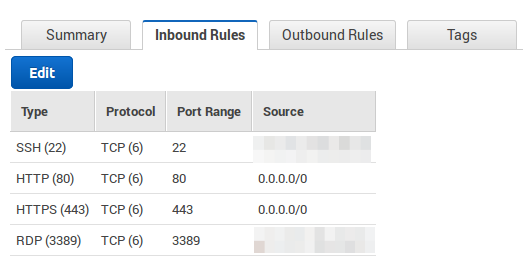 Summary Inbound Rules Outbound Rules Tags
Edit
Type Protocol Port Range Source
SSH (22) TCP (6) 22
HTTP (80) TCP (6) 80 0.0.0.0/0
HTTPS (443) TCP (6) 443 0.0.0.0/0
RDP (3389) TCP (6) 3389